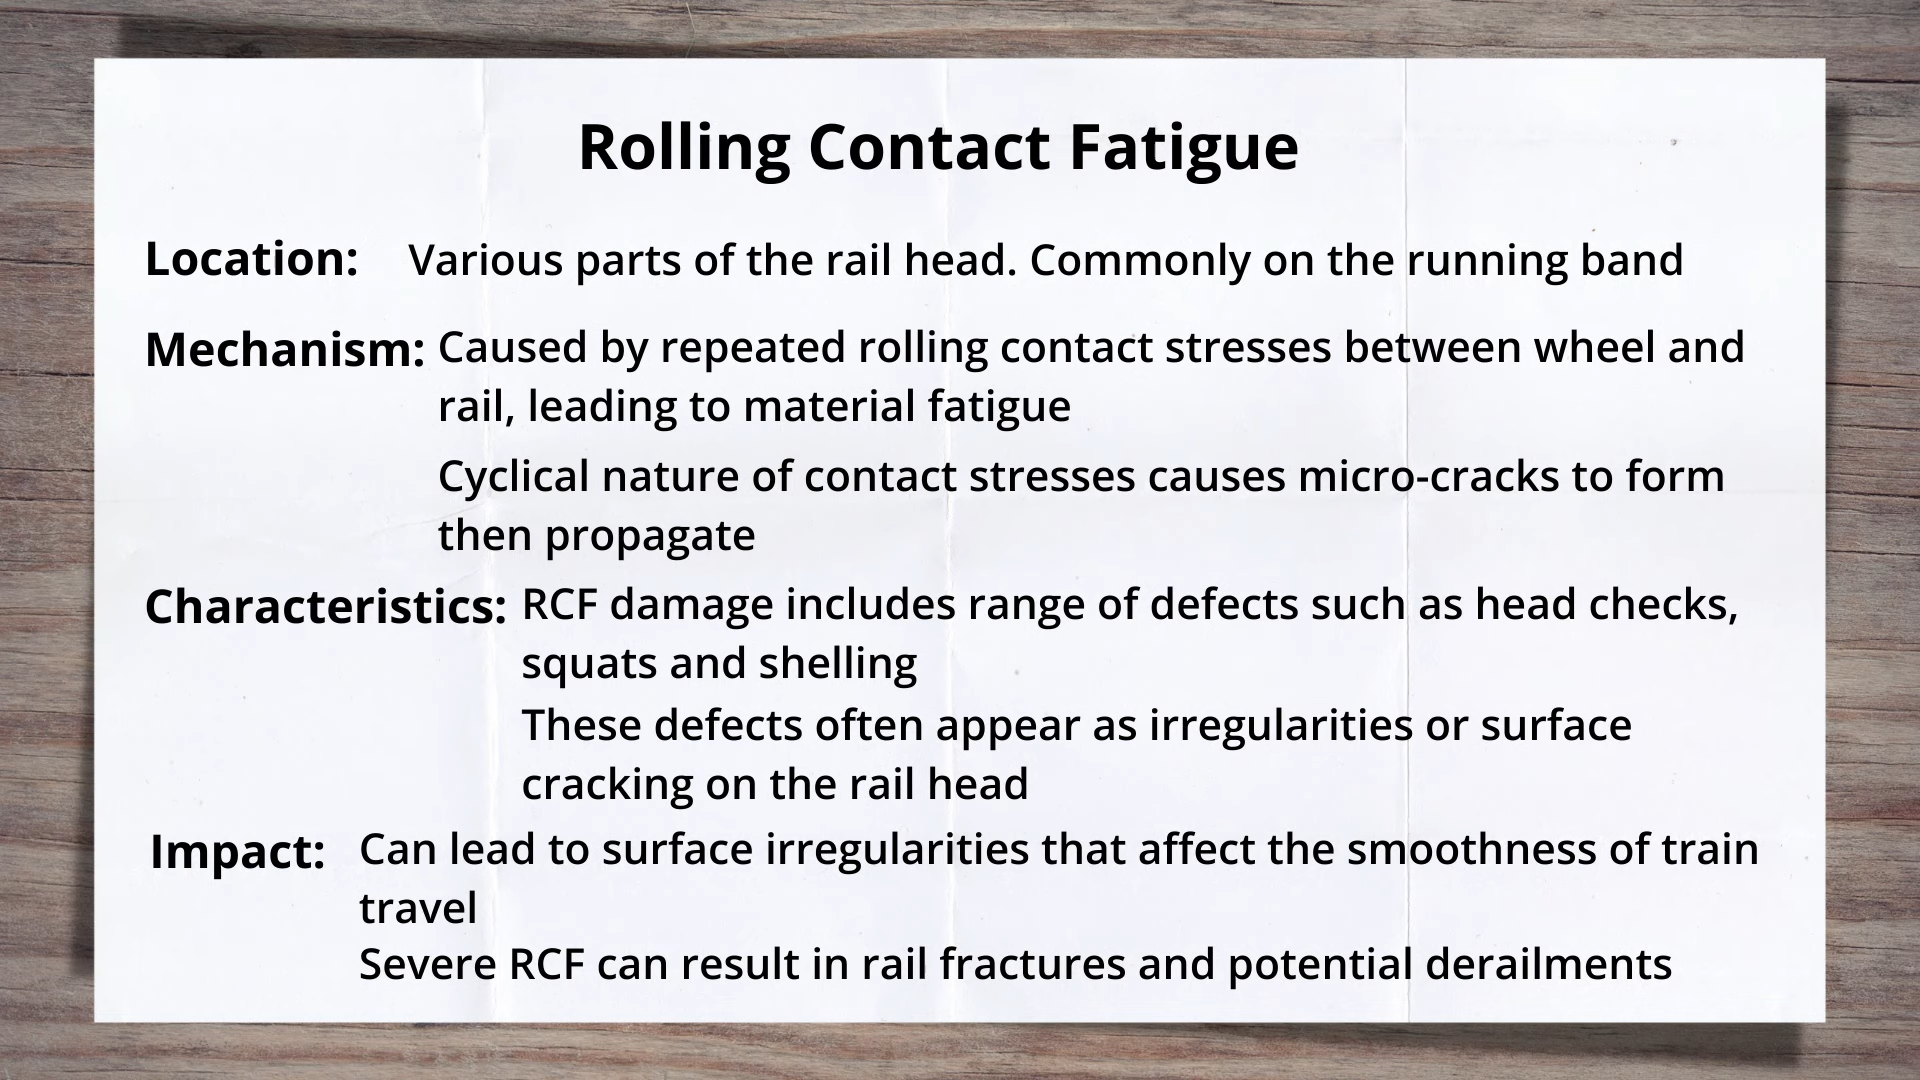 Rolling Contact Fatigue
Location: Various parts of the rail head. Commonly on the running band
Mechanism: Caused by repeated rolling contact stresses between wheel and
rail, leading to material fatigue
Cyclical nature of contact stresses causes micro-cracks to form
then propagate
Characteristics: RCF damage includes range of defects such as head checks,
squats and shelling
These defects often appear as irregularities or surface
cracking on the rail head
Impact: Can lead to surface irregularities that affect the smoothness of train
travel
Severe RCF can result in rail fractures and potential derailments